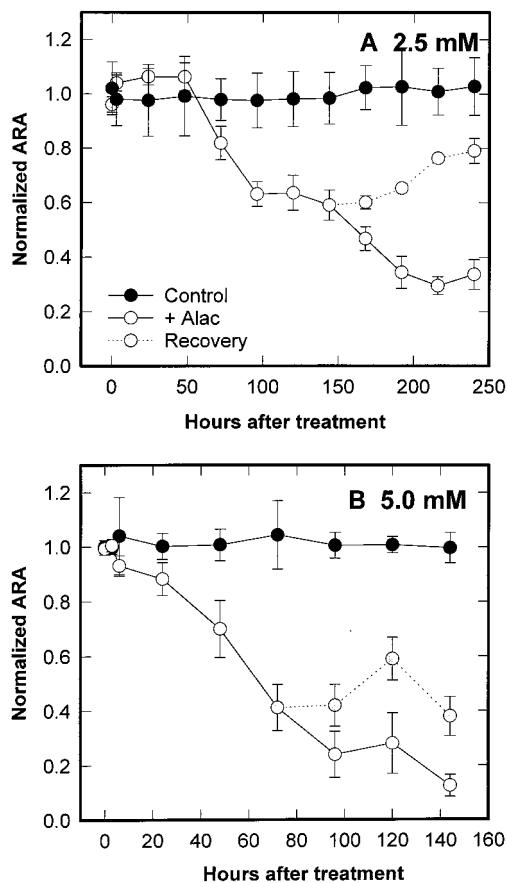 A 2.5 mM
Normalized ARA
1.2
1.0
0.8
0.6
0.4
0.2
0.0
Control
+ Alac
Recovery
0 50 100 150 200 250
Hours after treatment
B 5.0 mM
Normalized ARA
1.2
1.0
0.8
0.6
0.4
0.2
0.0
0 20 40 60 80 100 120 140 160
Hours after treatment